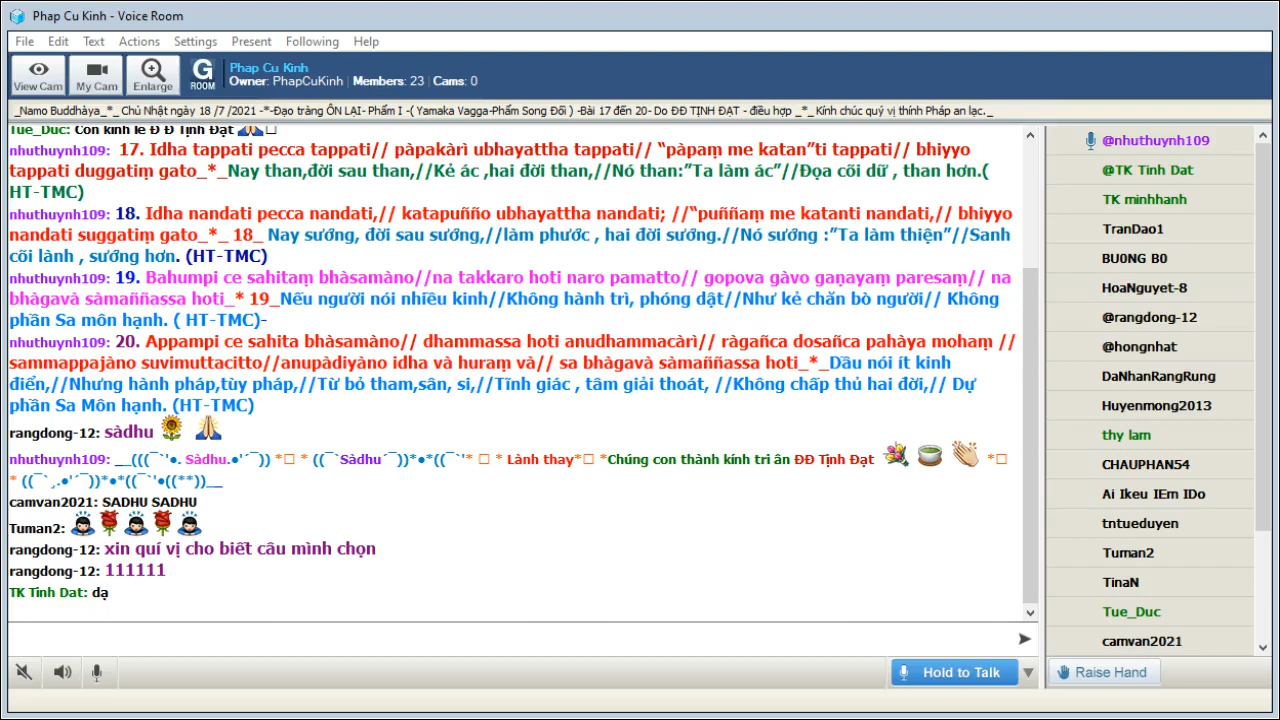 Phap Cu Kinh - Voice Room
File Edit Text Actions Settings Present Following Help
View Cam My Cam Enlarge G ROOM
Phap Cu Kinh
Owner: PhapCuKinh | Members: 23 | Cams: 0
_Namo Buddhàya_*_ Chủ Nhật ngày 18 /7 /2021 -*-Đạo tràng ÔN LẠI- Phẩm I -( Yamaka Vagga-Phẩm Song Đối ) -Bài 17 đến 20- Do ĐĐ TỊNH ĐẠT - điều hợp _*_ Kính chúc quý vị thính Pháp an lạc._
Tue_Duc: Con kính lễ Đ Đ Tịnh Đạt
nhuthuynh109: 17. Idha tappati pecca tappati// pàpakàrì ubhayattha tappati// “pàpaṃ me katan”ti tappati// bhiyyo
tappati duggatiṃ gato_*_Nay than,đời sau than,//Kẻ ác ,hai đời than,//Nó than:”Ta làm ác”//Đọa cõi dữ , than hơn.(
HT-TMC)
nhuthuynh109: 18. Idha nandati pecca nandati,// katapuñño ubhayattha nandati; //“puññaṃ me katanti nandati,// bhiyyo
nandati suggatiṃ gato_*_ 18_ Nay sướng, đời sau sướng,//làm phước , hai đời sướng.//Nó sướng :”Ta làm thiện”//Sanh
cõi lành , sướng hơn. (HT-TMC)
nhuthuynh109: 19. Bahumpi ce sahitaṃ bhàsamàno//na takkaro hoti naro pamatto// gopova gàvo gaṇayaṃ paresaṃ// na
bhàgavà sàmaññassa hoti_* 19_Nếu người nói nhiều kinh//Không hành trì, phóng dật//Như kẻ chăn bò người// Không
phần Sa môn hạnh. ( HT-TMC)-
nhuthuynh109: 20. Appampi ce sahita bhàsamàno// dhammassa hoti anudhammacàrì// ràgañca dosañca pahàya mohaṃ //
sammappajàno suvimuttacitto//anupàdiyàno idha và huraṃ và// sa bhàgavà sàmaññassa hoti_*_Dầu nói ít kinh
điển,//Nhưng hành pháp,tùy pháp,//Từ bỏ tham,sân, si,//Tĩnh giác , tâm giải thoát, //Không chấp thủ hai đời,// Dự
phần Sa Môn hạnh. (HT-TMC)
rangdong-12: sàdhu
nhuthuynh109: __(((¯`'•. Sàdhu.•'´¯)) *□ * ((¯`Sàdhu´¯))*•*((¯`'* □ * Lành thay*□ *Chúng con thành kính tri ân ĐĐ Tịnh Đạt *□
* ((¯`¸.•'´¯))*•*((¯`'•((**))__
camvan2021: SADHU SADHU
Tuman2:
rangdong-12: xin quí vị cho biết câu mình chọn
rangdong-12: 111111
TK Tinh Dat: dạ
Hold to Talk
@nhuthuynh109
@TK Tinh Dat
TK minhhanh
TranDao1
BU0NG B0
HoaNguyet-8
@rangdong-12
@hongnhat
DaNhanRangRung
Huyenmong2013
thy lam
CHAUPHAN54
Ai Ikeu IEm IDo
tntueduyen
Tuman2
TinaN
Tue_Duc
camvan2021
Raise Hand